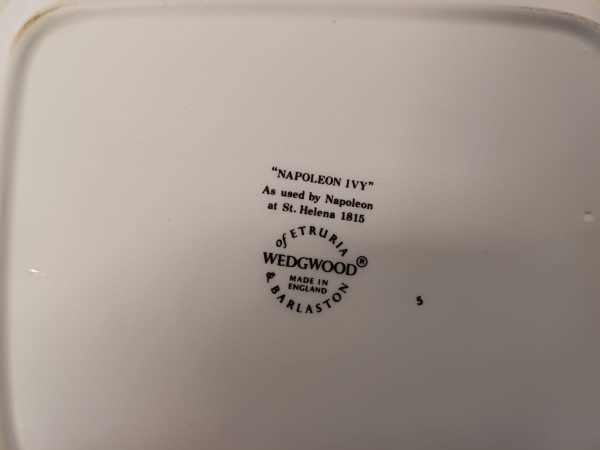 "NAPOLEON IVY"
As used by Napoleon
at St. Helena 1815
of ETRURIA
WEDGWOOD®
MADE IN
ENGLAND
& BARLASTON
5